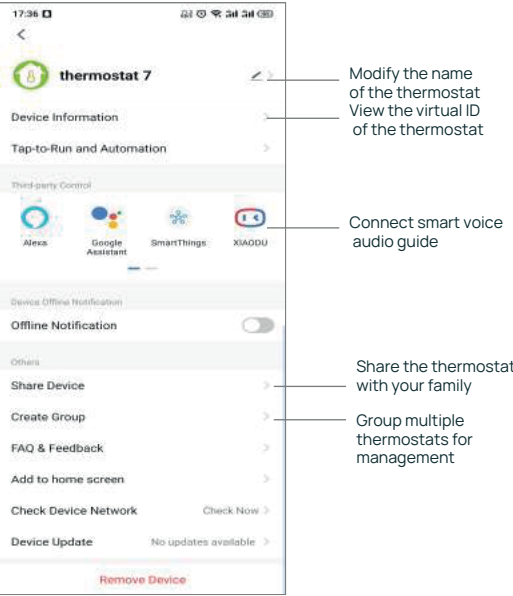 17:36
thermostat 7
Modify the name
of the thermostat
Device Information
View the virtual ID
of the thermostat
Tap-to-Run and Automation
Third-party Control
Alexa
Google
Assistant
SmartThings
XIAODU
Connect smart voice
audio guide
Device Offline Notification
Offline Notification
Others
Share Device
Share the thermostat
with your family
Create Group
Group multiple
thermostats for
management
FAQ & Feedback
Add to home screen
Check Device Network Check Now
Device Update No updates available
Remove Device